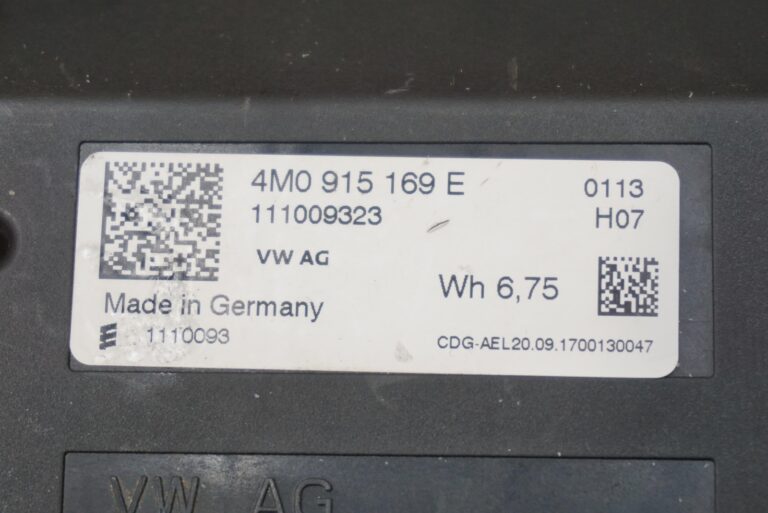 4M0 915 169 E
0113
111009323
H07
VW AG
Wh 6,75
Made in Germany
1110093
CDG-AEL20.09.1700130047
VW AG